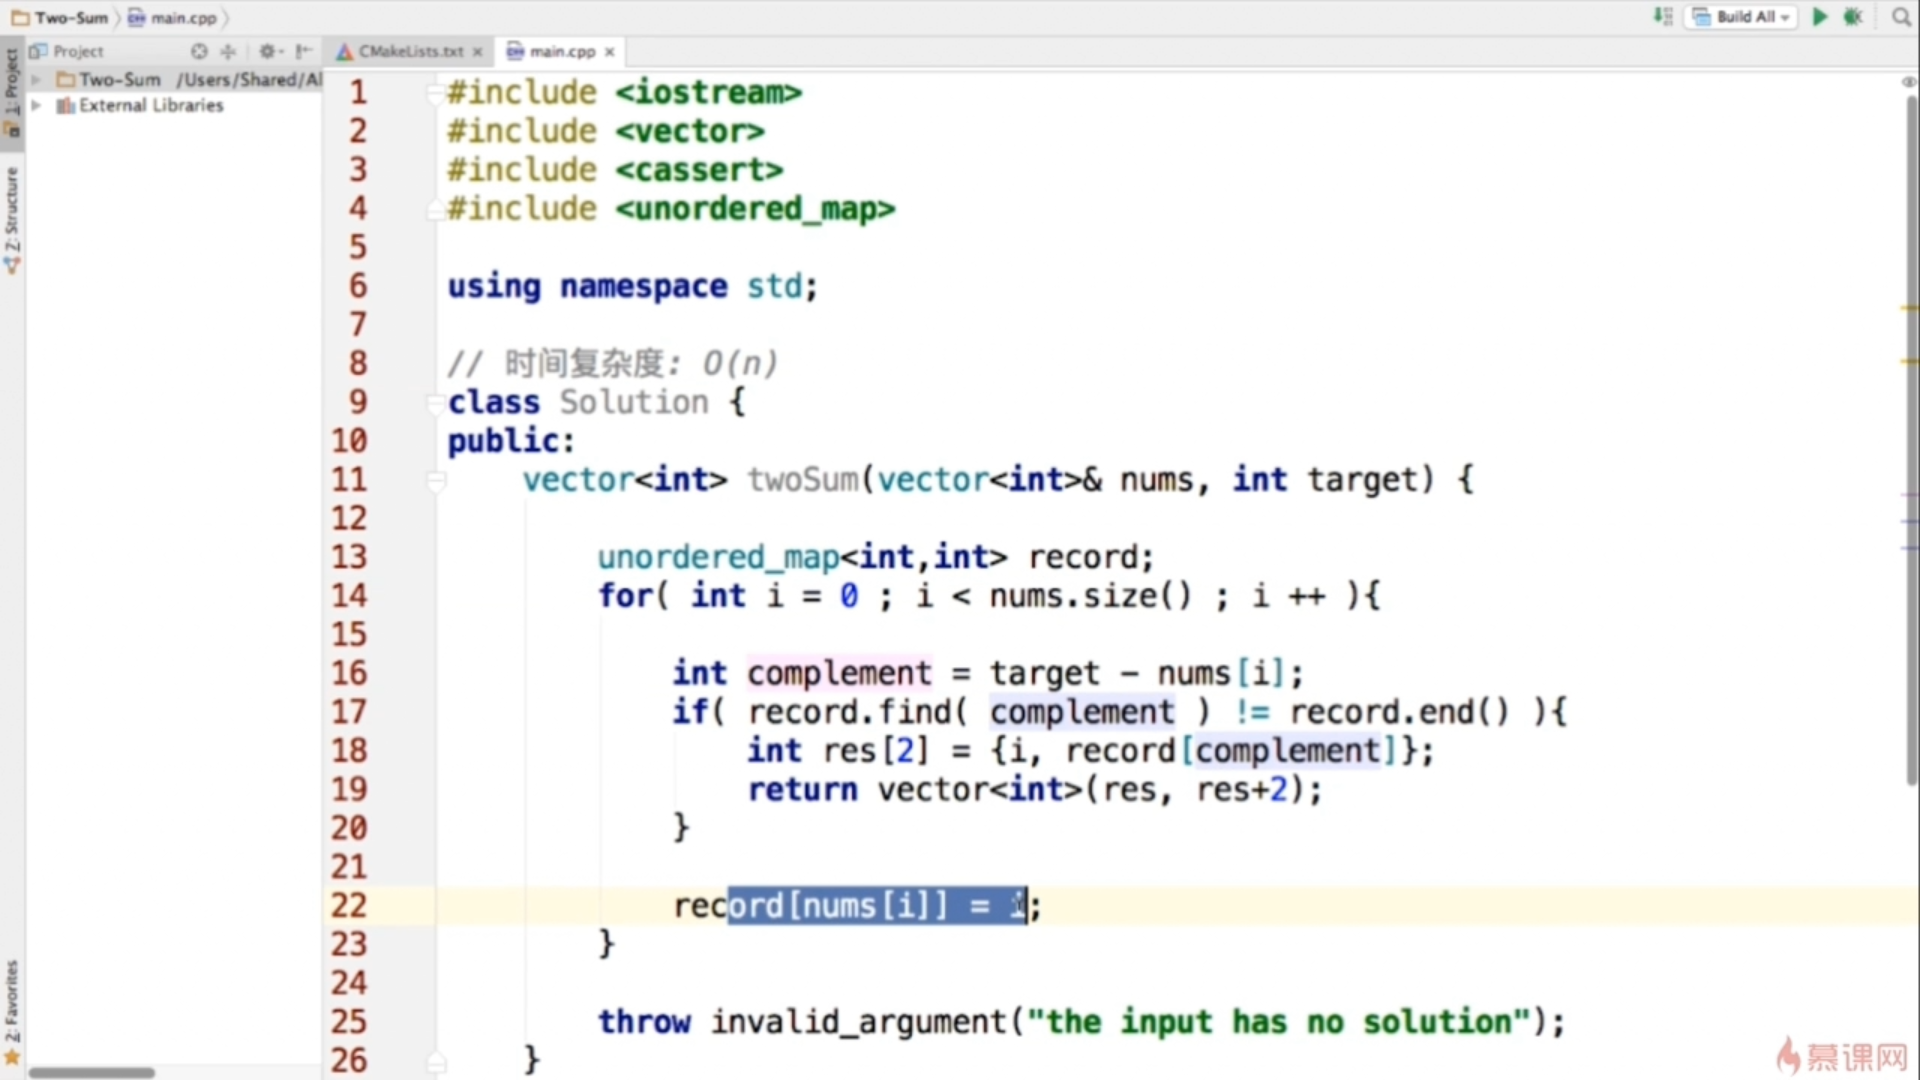 Two-Sum main.cpp Build All
1: Project
Project
CMakeLists.txt main.cpp
Two-Sum /Users/Shared/Al
External Libraries
Z: Structure
2: Favorites
1 #include <iostream>
2 #include <vector>
3 #include <cassert>
4 #include <unordered_map>
5
6 using namespace std;
7
8 // 时间复杂度: O(n)
9 class Solution {
10 public:
11 vector<int> twoSum(vector<int>& nums, int target) {
12
13 unordered_map<int,int> record;
14 for( int i = 0 ; i < nums.size() ; i ++ ){
15
16 int complement = target - nums[i];
17 if( record.find( complement ) != record.end() ){
18 int res[2] = {i, record[complement]};
19 return vector<int>(res, res+2);
20 }
21
22 record[nums[i]] = i;
23 }
24
25 throw invalid_argument("the input has no solution");
26 }
慕课网